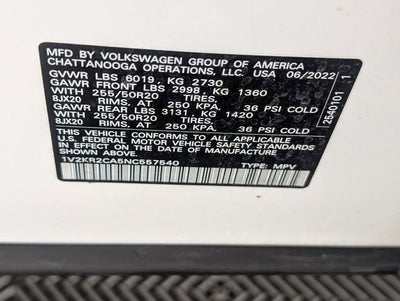 MFD BY VOLKSWAGEN GROUP OF AMERICA
CHATTANOOGA OPERATIONS, LLC. USA 06/2022
GVWR LBS 6019, KG 2730
GAWR FRONT LBS 2998, KG 1360
WITH 255/50R20 TIRES,
8JX20 RIMS, AT 250 KPA, 36 PSI COLD
GAWR REAR LBS 3131, KG 1420
WITH 255/50R20 TIRES,
8JX20 RIMS, AT 250 KPA, 36 PSI COLD
THIS VEHICLE CONFORMS TO ALL APPLICABLE
U.S. FEDERAL MOTOR VEHICLE SAFETY STANDARDS
IN EFFECT ON THE DATE OF
MANUFACTURE SHOWN ABOVE.
1V2KR2CA5NC557540 TYPE: MPV
2540101 1